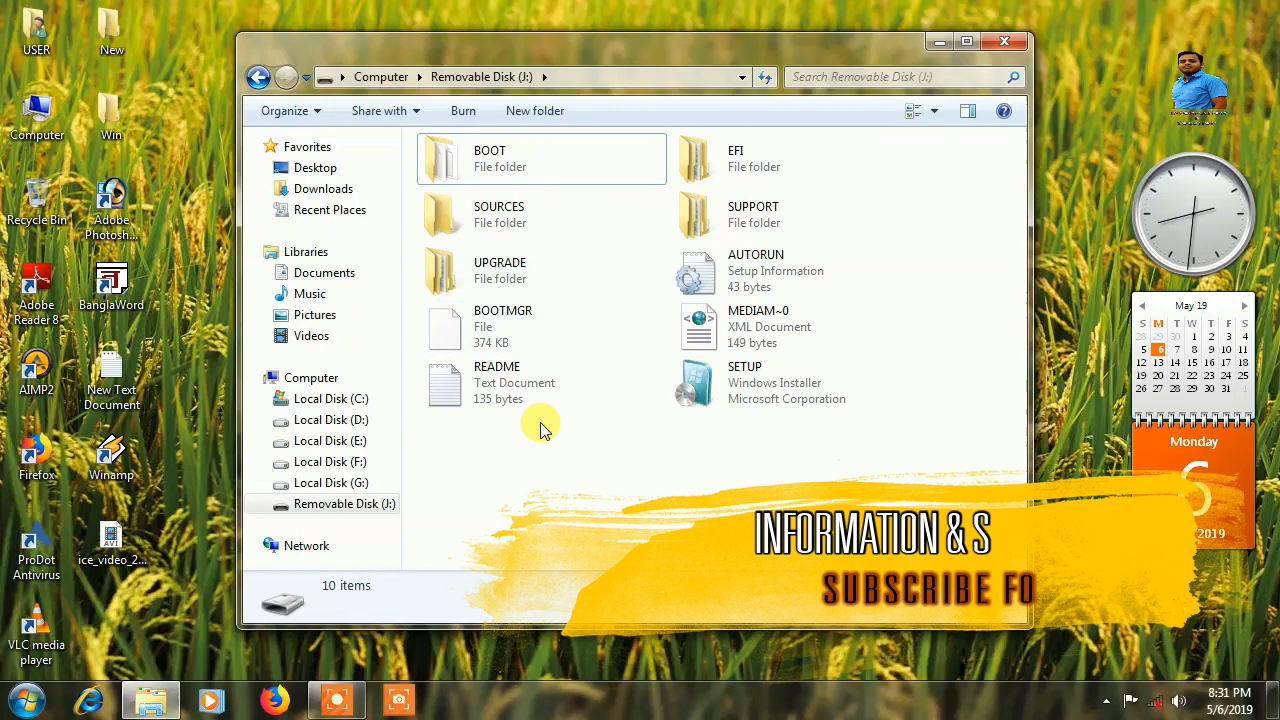 USER
New
Computer
Win
Recycle Bin
Adobe
Photosh...
Adobe
Reader 8
BanglaWord
AIMP2
New Text
Document
Firefox
Winamp
ProDot
Antivirus
ice_video_2...
VLC media
player
Computer
Removable Disk (J:)
Search Removable Disk (J:)
Organize
Share with
Burn
New folder
Favorites
Desktop
Downloads
Recent Places
Libraries
Documents
Music
Pictures
Videos
Computer
Local Disk (C:)
Local Disk (D:)
Local Disk (E:)
Local Disk (F:)
Local Disk (G:)
Removable Disk (J:)
Network
BOOT
File folder
EFI
File folder
SOURCES
File folder
SUPPORT
File folder
UPGRADE
File folder
AUTORUN
Setup Information
43 bytes
BOOTMGR
File
374 KB
MEDIAM~0
XML Document
149 bytes
README
Text Document
135 bytes
SETUP
Windows Installer
Microsoft Corporation
10 items
INFORMATION & S
SUBSCRIBE FO
May 19
S M T W T F S
28 29 30 1 2 3 4
5 6 7 8 9 10 11
12 13 14 15 16 17 18
19 20 21 22 23 24 25
26 27 28 29 30 31 1
Monday
6
2019
8:31 PM
5/6/2019